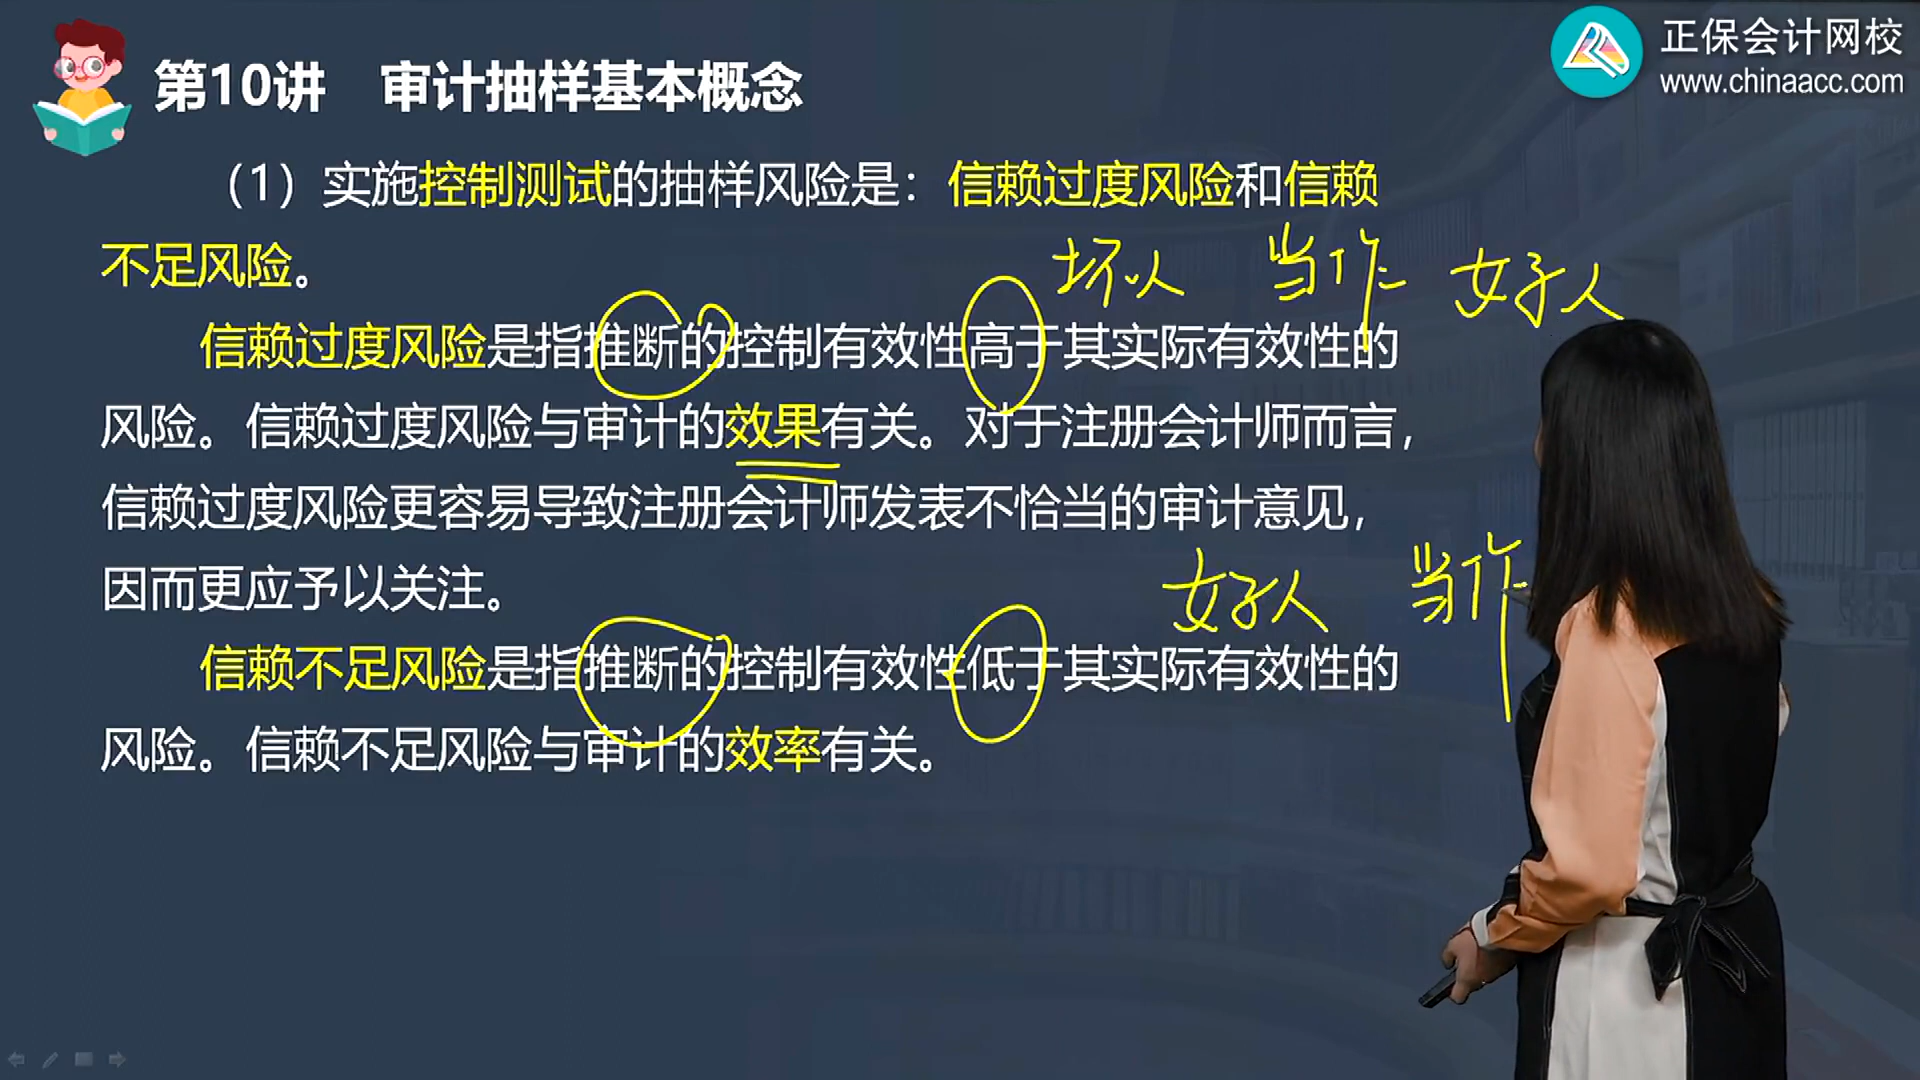 正保会计网校
www.chinaacc.com
第10讲 审计抽样基本概念
（1）实施控制测试的抽样风险是：信赖过度风险和信赖
不足风险。
坏人 当作 好人
信赖过度风险是指推断的控制有效性高于其实际有效性的
风险。信赖过度风险与审计的效果有关。对于注册会计师而言，
信赖过度风险更容易导致注册会计师发表不恰当的审计意见，
因而更应予以关注。
好人 当作
信赖不足风险是指推断的控制有效性低于其实际有效性的
风险。信赖不足风险与审计的效率有关。